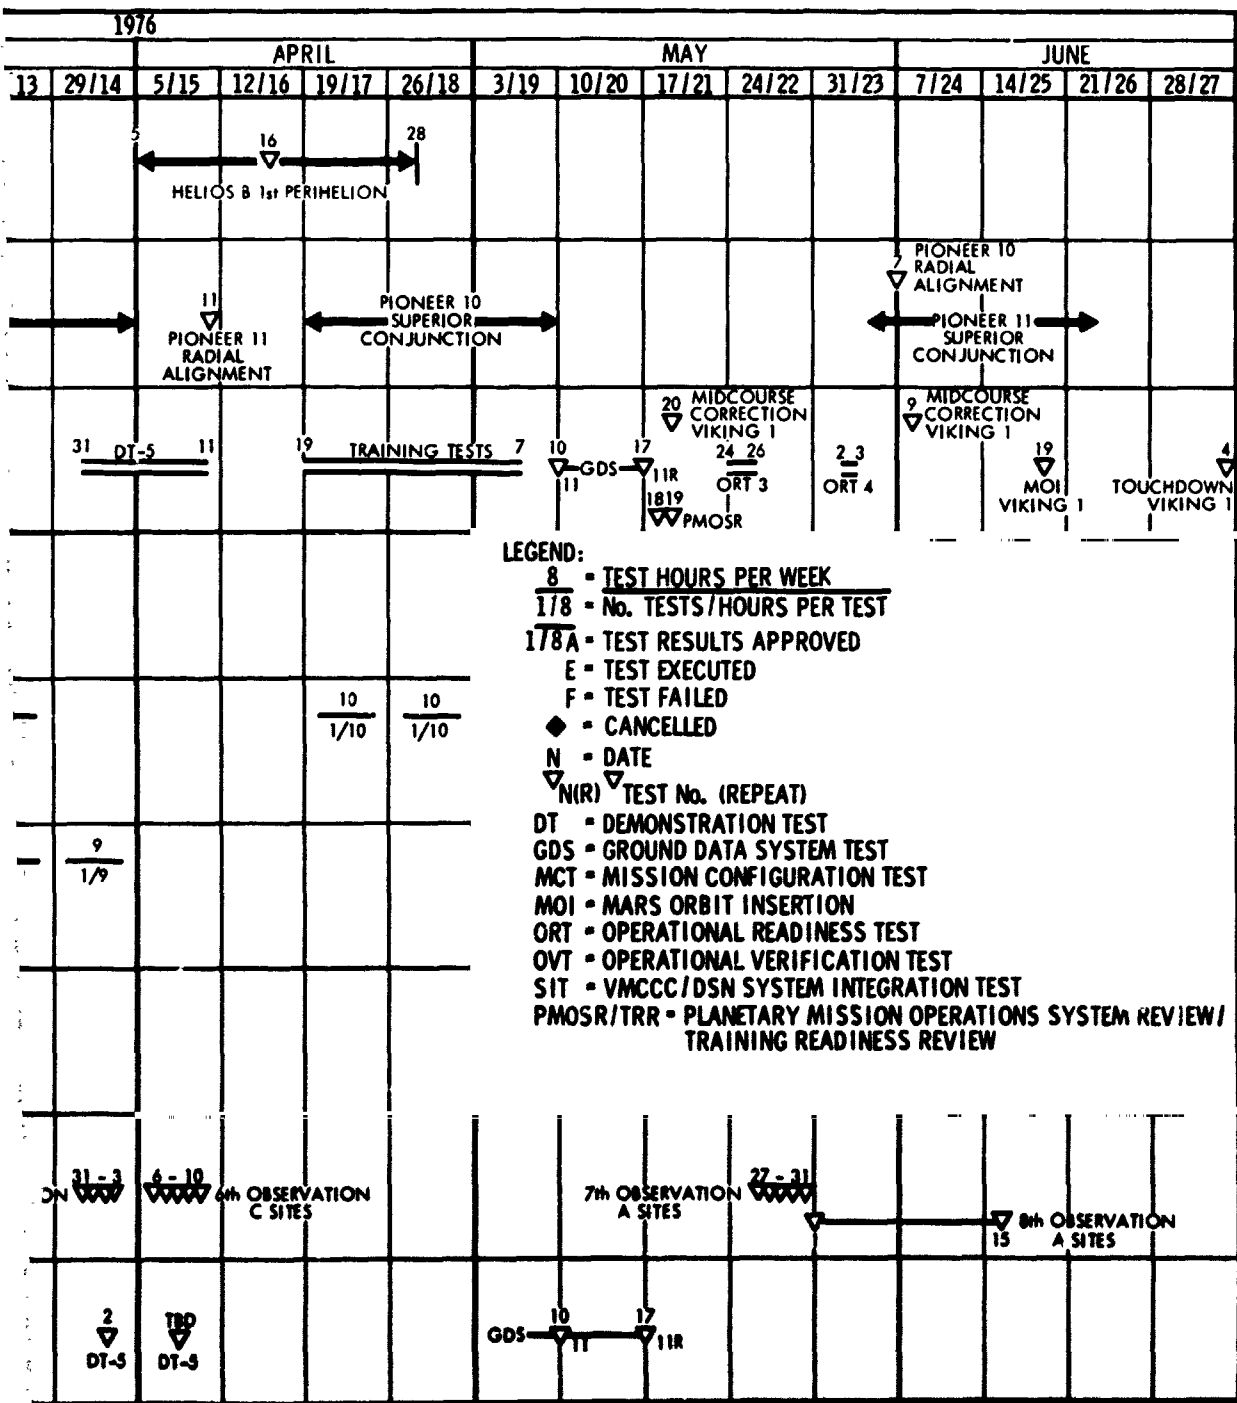 1976
APRIL MAY JUNE
13 29/14 5/15 12/16 19/17 26/18 3/19 10/20 17/21 24/22 31/23 7/24 14/25 21/26 28/27
5 16 28
HELIOS B 1st PERIHELION
7 PIONEER 10
RADIAL
ALIGNMENT
11
PIONEER 11
RADIAL
ALIGNMENT
PIONEER 10
SUPERIOR
CONJUNCTION
PIONEER 11
SUPERIOR
CONJUNCTION
20 MIDCOURSE
CORRECTION
VIKING 1
9 MIDCOURSE
CORRECTION
VIKING 1
31 DT-5 11
19 TRAINING TESTS 7
10 GDS 17
11 11R
1819
PMOSR
24 26
ORT 3
2 3
ORT 4
19
MOI
VIKING 1
4
TOUCHDOWN
VIKING 1
LEGEND:
8 = TEST HOURS PER WEEK
1/8 = No. TESTS/HOURS PER TEST
1/8A = TEST RESULTS APPROVED
E = TEST EXECUTED
F = TEST FAILED
◆ = CANCELLED
N = DATE
▽N(R) ▽TEST No. (REPEAT)
DT = DEMONSTRATION TEST
GDS = GROUND DATA SYSTEM TEST
MCT = MISSION CONFIGURATION TEST
MOI = MARS ORBIT INSERTION
ORT = OPERATIONAL READINESS TEST
OVT = OPERATIONAL VERIFICATION TEST
SIT = VMCCC/DSN SYSTEM INTEGRATION TEST
PMOSR/TRR = PLANETARY MISSION OPERATIONS SYSTEM REVIEW/
TRAINING READINESS REVIEW
10 10
1/10 1/10
9
1/9
ON 31 - 3
6 - 10
6th OBSERVATION
C SITES
7th OBSERVATION
A SITES
27 - 31
15
8th OBSERVATION
A SITES
2
DT-5
TBD
DT-5
GDS 10 17
11 11R